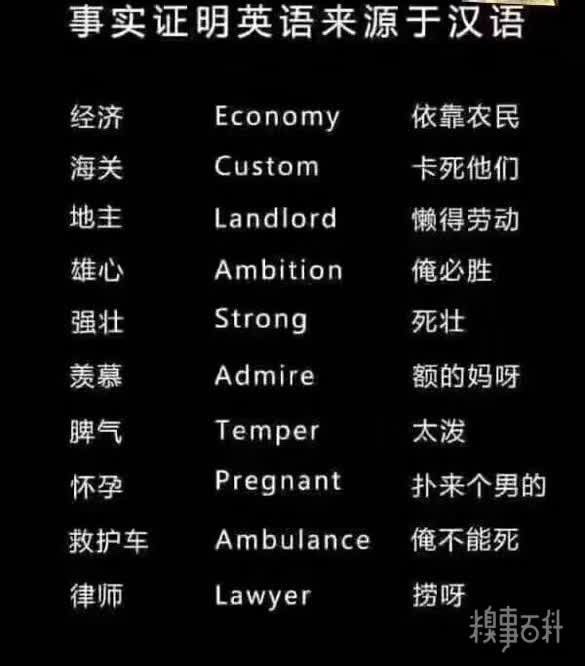 事实证明英语来源于汉语
经济 Economy 依靠农民
海关 Custom 卡死他们
地主 Landlord 懒得劳动
雄心 Ambition 俺必胜
强壮 Strong 死壮
羡慕 Admire 额的妈呀
脾气 Temper 太泼
怀孕 Pregnant 扑来个男的
救护车 Ambulance 俺不能死
律师 Lawyer 捞呀
糗事百科